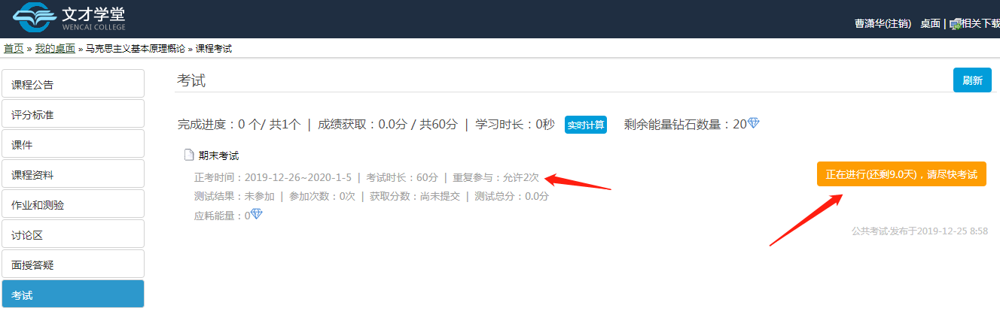 文才学堂
WENCAI COLLEGE
曹潇华(注销) 桌面 | 相关下载
首页 » 我的桌面 » 马克思主义基本原理概论 » 课程考试
课程公告
评分标准
课件
课程资料
作业和测验
讨论区
面授答疑
考试
考试
刷新
完成进度：0 个/ 共1个 | 成绩获取：0.0分 / 共60分 | 学习时长：0秒 实时计算 剩余能量钻石数量：20
期末考试
正考时间：2019-12-26~2020-1-5 | 考试时长：60分 | 重复参与：允许2次
正在进行(还剩9.0天)，请尽快考试
测试结果：未参加 | 参加次数：0次 | 获取分数：尚未提交 | 测试总分：0.0分
应耗能量：0
公共考试·发布于2019-12-25 8:58